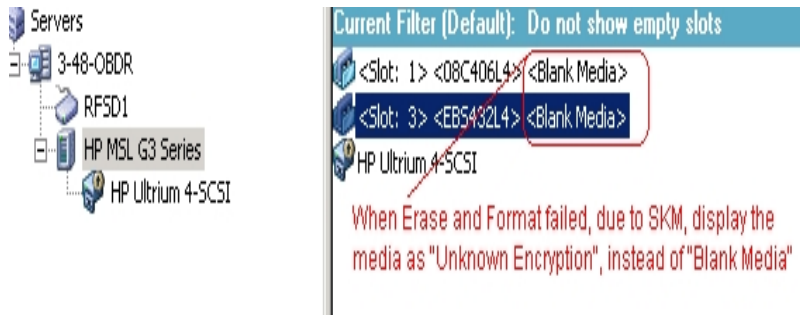 Servers
3-48-OBDR
RFSD1
HP MSL G3 Series
HP Ultrium 4-SCSI
Current Filter (Default): Do not show empty slots
<Slot: 1> <08C406L4> <Blank Media>
<Slot: 3> <EBS432L4> <Blank Media>
HP Ultrium 4-SCSI
When Erase and Format failed, due to SKM, display the
media as "Unknown Encryption", instead of "Blank Media"